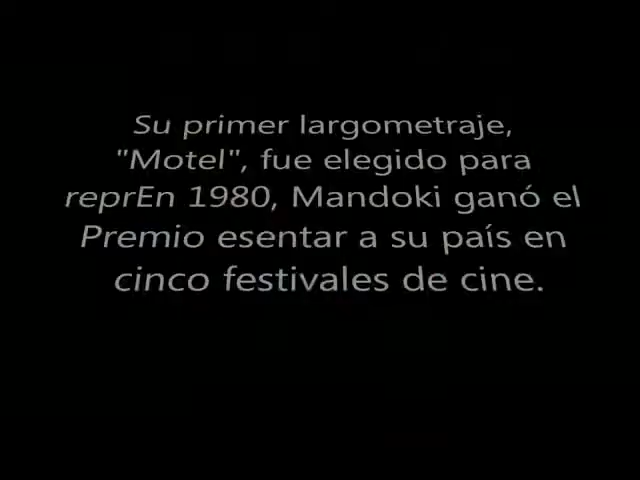 Su primer largometraje,
"Motel", fue elegido para
reprEn 1980, Mandoki ganó el
Premio esentar a su país en
cinco festivales de cine.